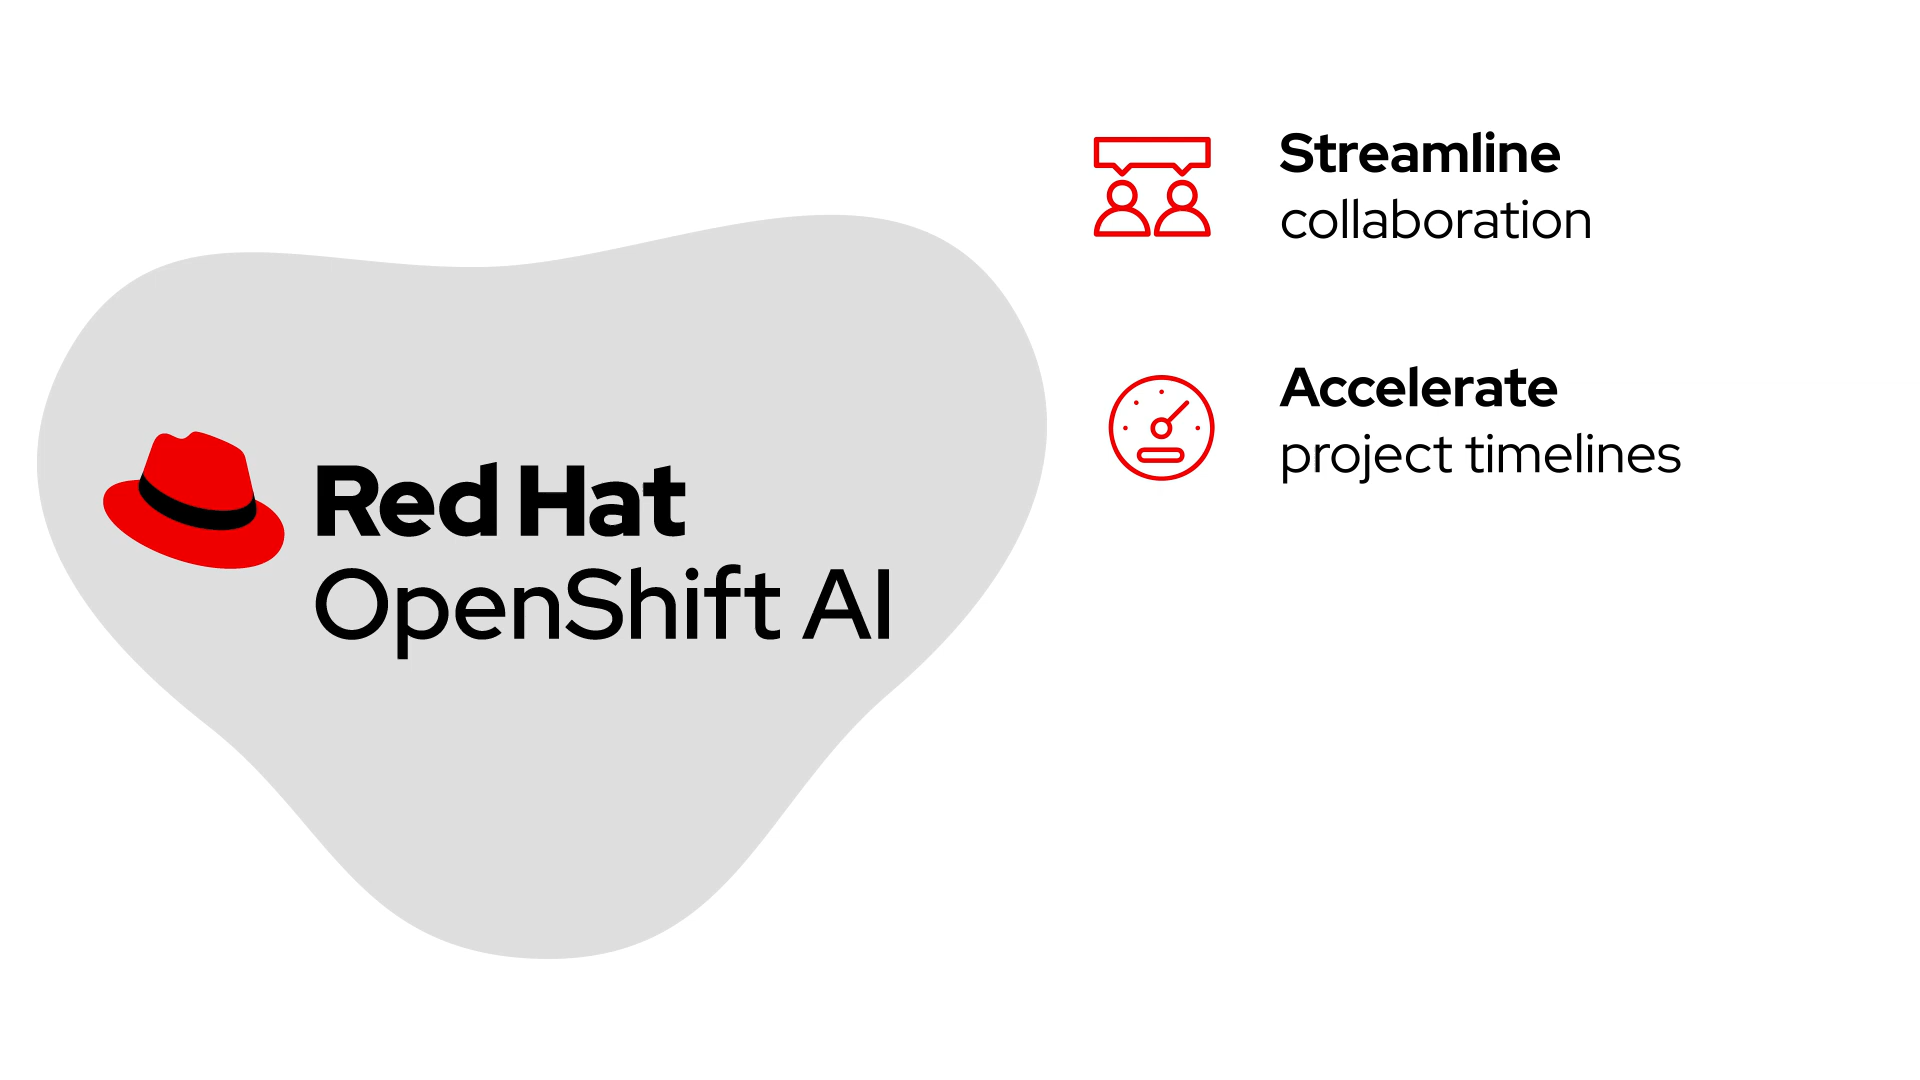 Red Hat
OpenShift AI
Streamline
collaboration
Accelerate
project timelines